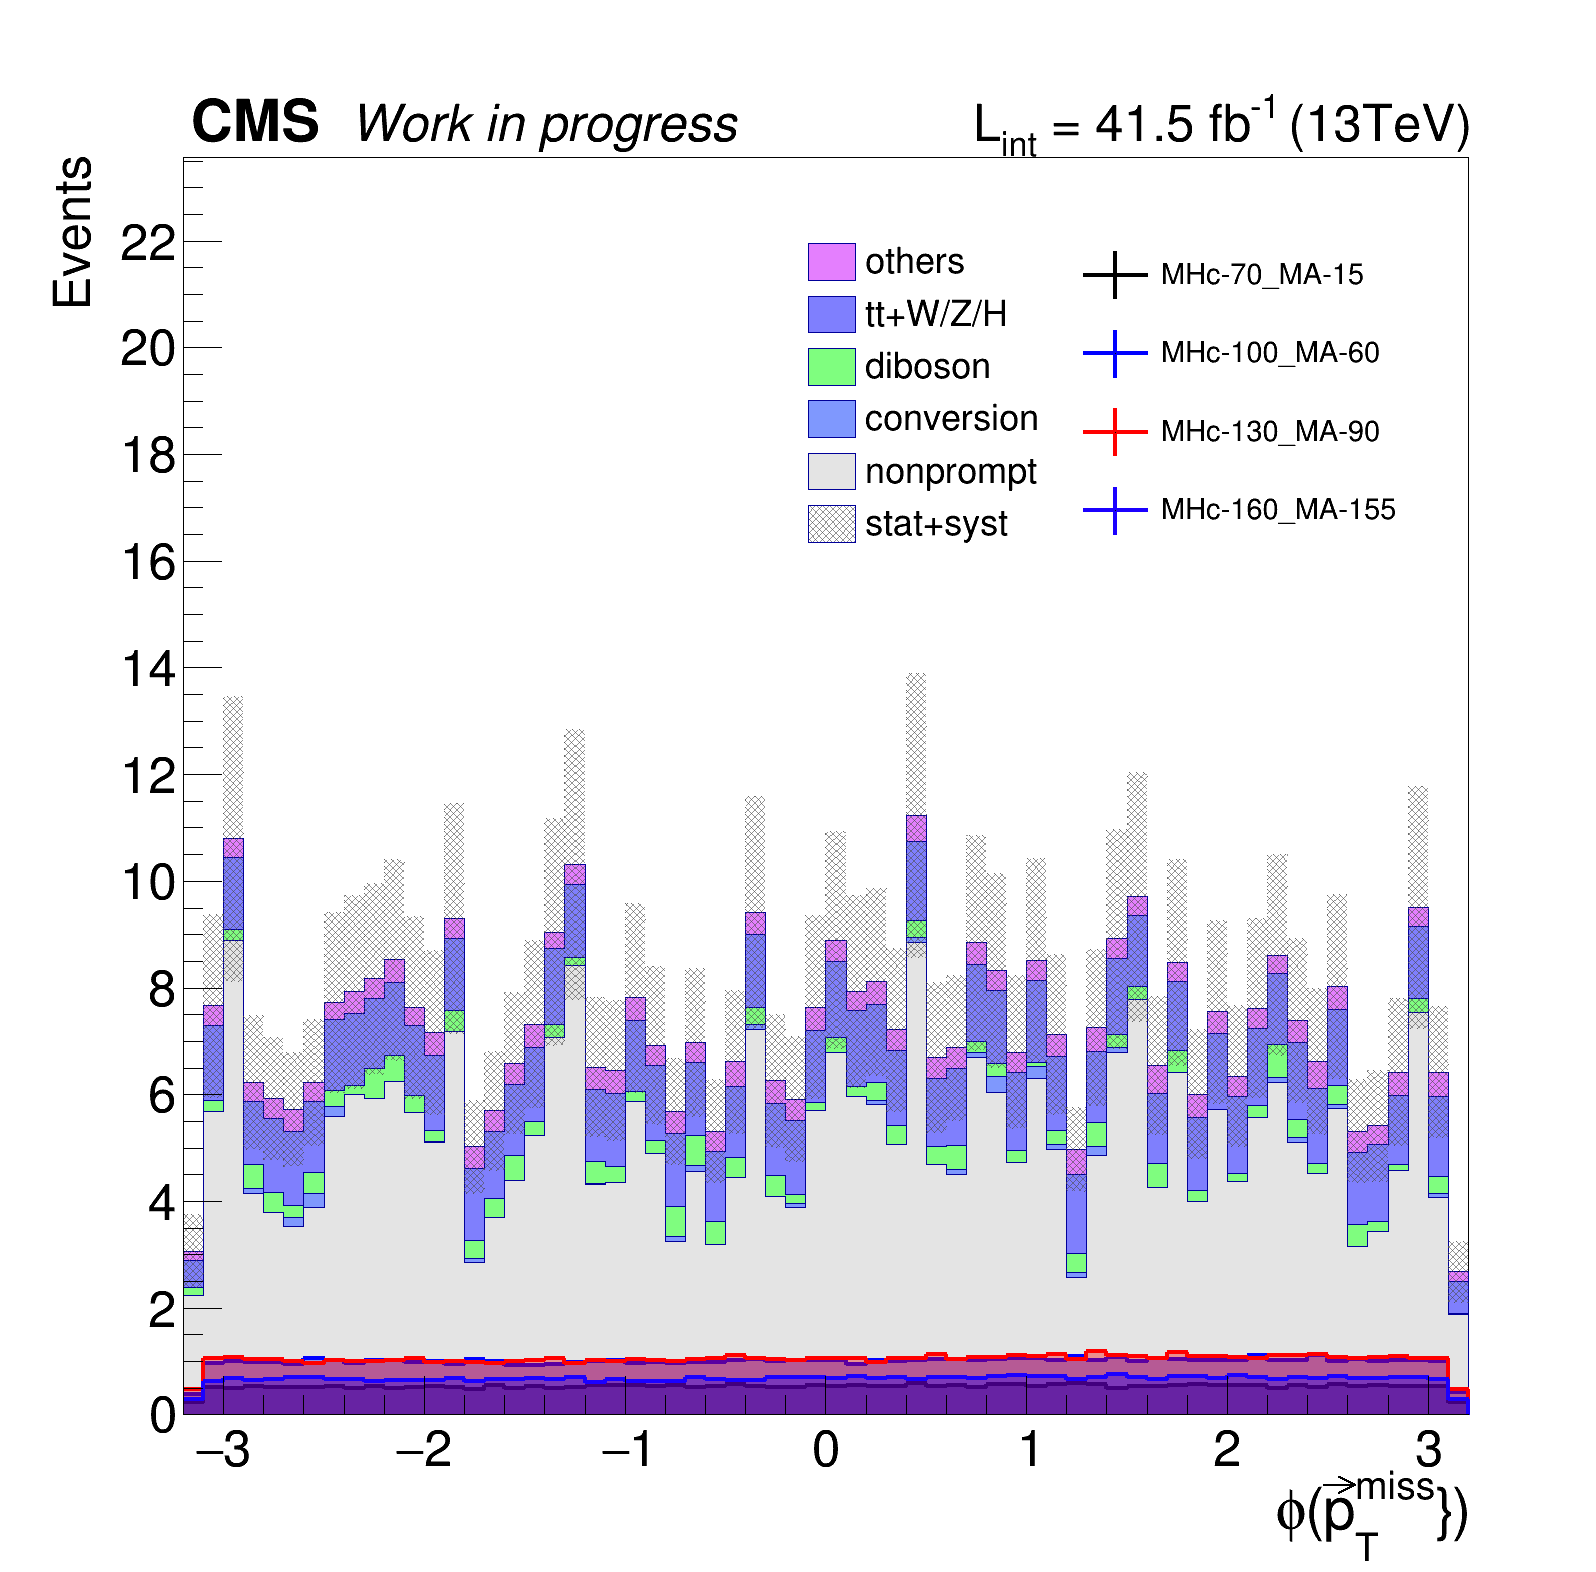 CMS Work in progress L_int = 41.5 fb^-1 (13TeV)
Events
22
20
18
16
14
12
10
8
6
4
2
0
others
tt+W/Z/H
diboson
conversion
nonprompt
stat+syst
MHc-70_MA-15
MHc-100_MA-60
MHc-130_MA-90
MHc-160_MA-155
−3 −2 −1 0 1 2 3
ϕ(p⃗_T^miss})